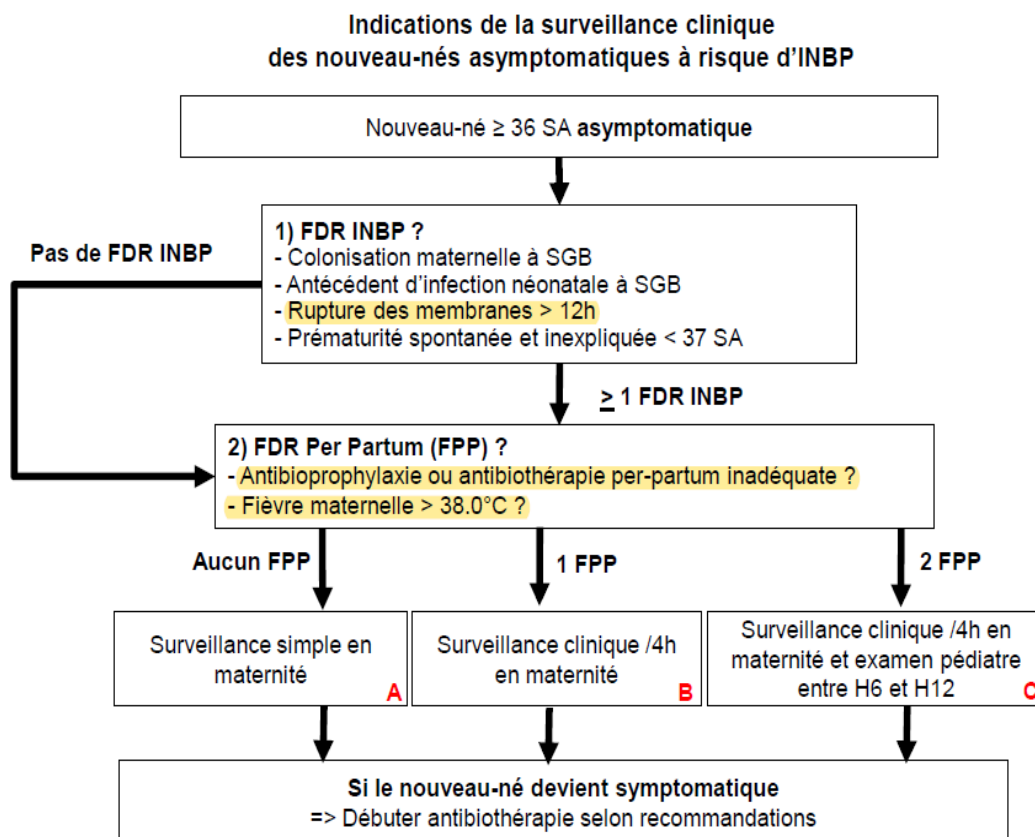 Indications de la surveillance clinique
des nouveau-nés asymptomatiques à risque d'INBP
Nouveau-né ≥ 36 SA asymptomatique
Pas de FDR INBP
1) FDR INBP ?
- Colonisation maternelle à SGB
- Antécédent d'infection néonatale à SGB
- Rupture des membranes > 12h
- Prématurité spontanée et inexpliquée < 37 SA
≥ 1 FDR INBP
2) FDR Per Partum (FPP) ?
- Antibioprophylaxie ou antibiothérapie per-partum inadéquate ?
- Fièvre maternelle > 38.0°C ?
Aucun FPP
1 FPP
2 FPP
Surveillance simple en
maternité
A
Surveillance clinique /4h
en maternité
B
Surveillance clinique /4h en
maternité et examen pédiatre
entre H6 et H12
C
Si le nouveau-né devient symptomatique
=> Débuter antibiothérapie selon recommandations